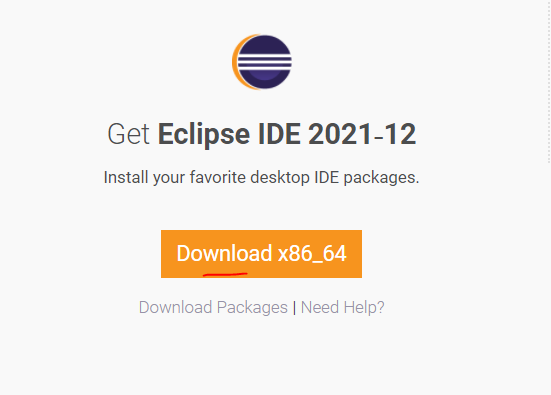 Get Eclipse IDE 2021-12
Install your favorite desktop IDE packages.
Download x86_64
Download Packages | Need Help?